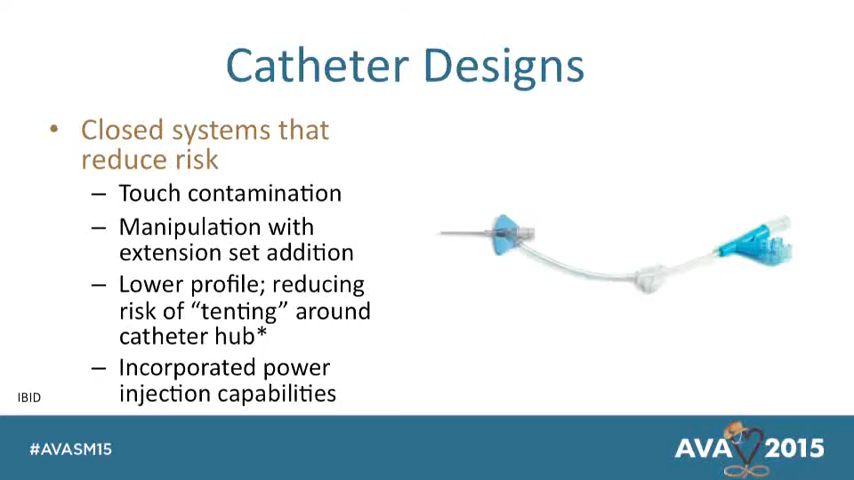 Catheter Designs
• Closed systems that
reduce risk
– Touch contamination
– Manipulation with
extension set addition
– Lower profile; reducing
risk of “tenting” around
catheter hub*
– Incorporated power
injection capabilities
IBID
#AVASM15
AVA 2015